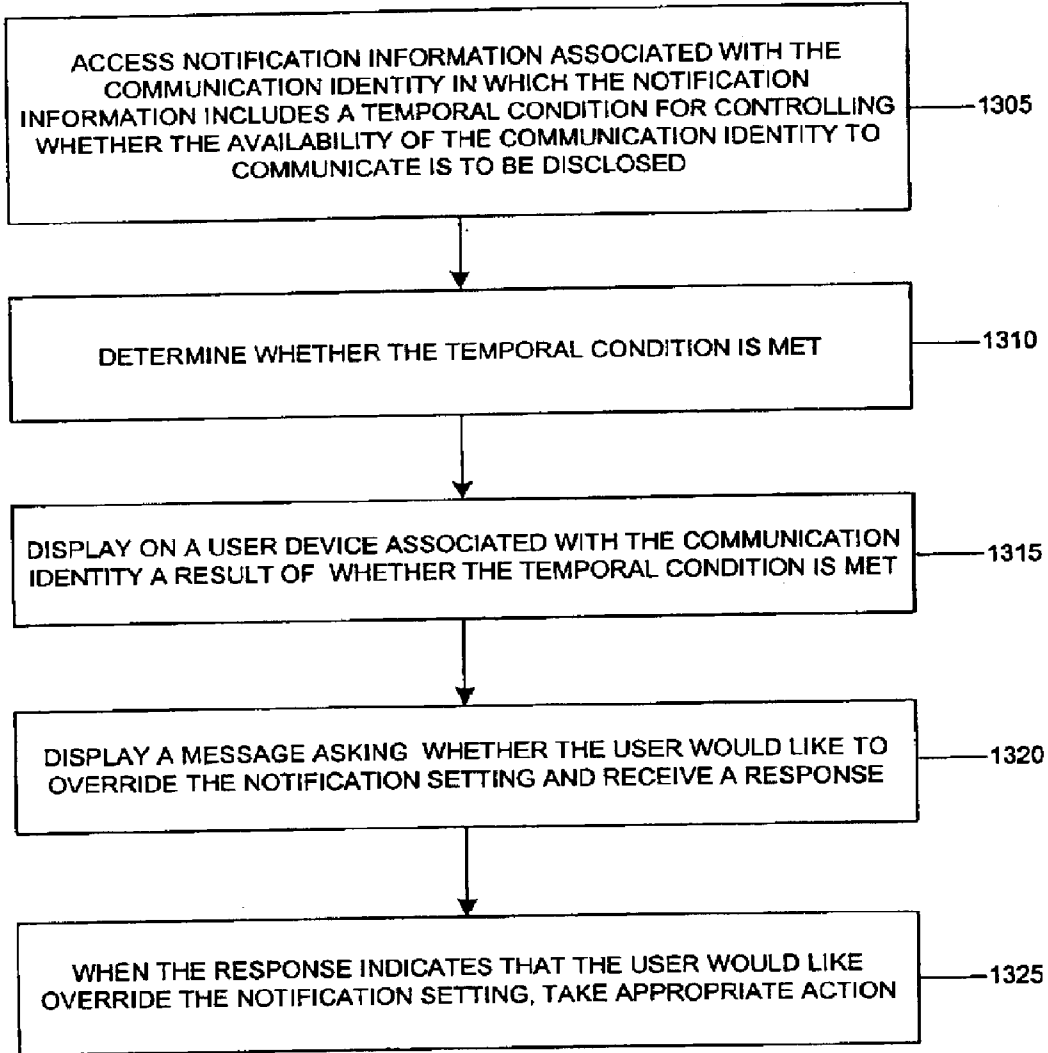 ACCESS NOTIFICATION INFORMATION ASSOCIATED WITH THE
COMMUNICATION IDENTITY IN WHICH THE NOTIFICATION
INFORMATION INCLUDES A TEMPORAL CONDITION FOR CONTROLLING
WHETHER THE AVAILABILITY OF THE COMMUNICATION IDENTITY TO
COMMUNICATE IS TO BE DISCLOSED
1305
DETERMINE WHETHER THE TEMPORAL CONDITION IS MET
1310
DISPLAY ON A USER DEVICE ASSOCIATED WITH THE COMMUNICATION
IDENTITY A RESULT OF WHETHER THE TEMPORAL CONDITION IS MET
1315
DISPLAY A MESSAGE ASKING WHETHER THE USER WOULD LIKE TO
OVERRIDE THE NOTIFICATION SETTING AND RECEIVE A RESPONSE
1320
WHEN THE RESPONSE INDICATES THAT THE USER WOULD LIKE
OVERRIDE THE NOTIFICATION SETTING, TAKE APPROPRIATE ACTION
1325